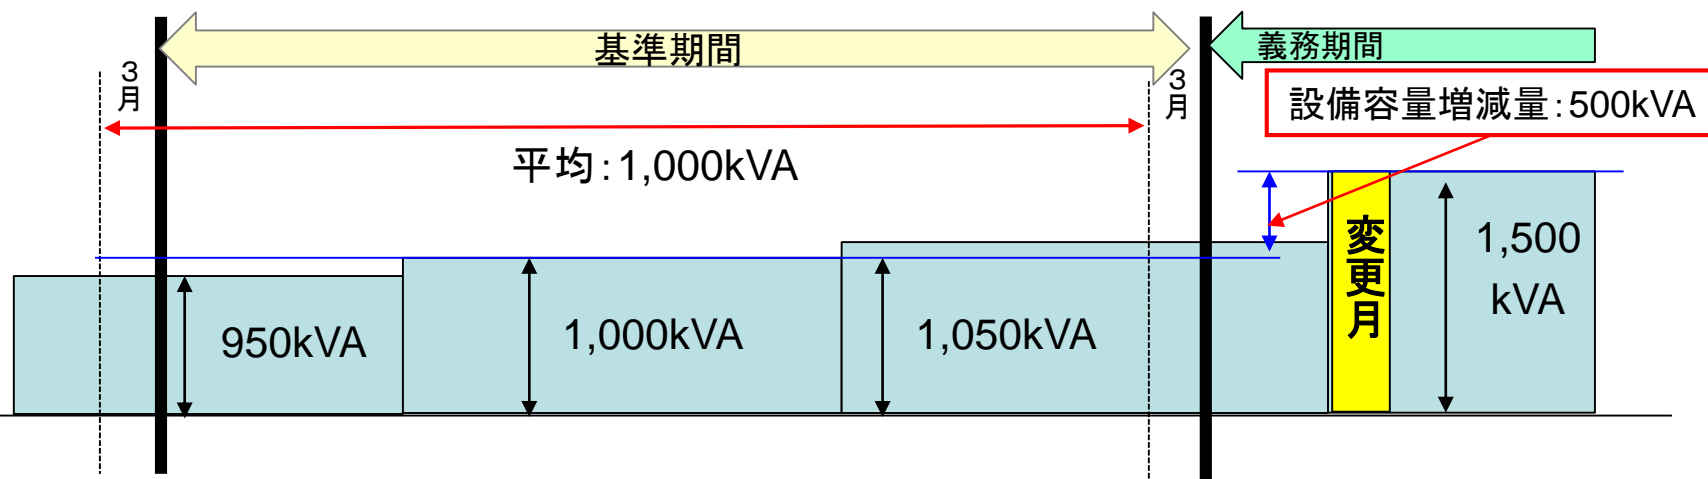 基準期間
義務期間
3月
3月
設備容量増減量:500kVA
平均:1,000kVA
950kVA
1,000kVA
1,050kVA
変更月
1,500
kVA